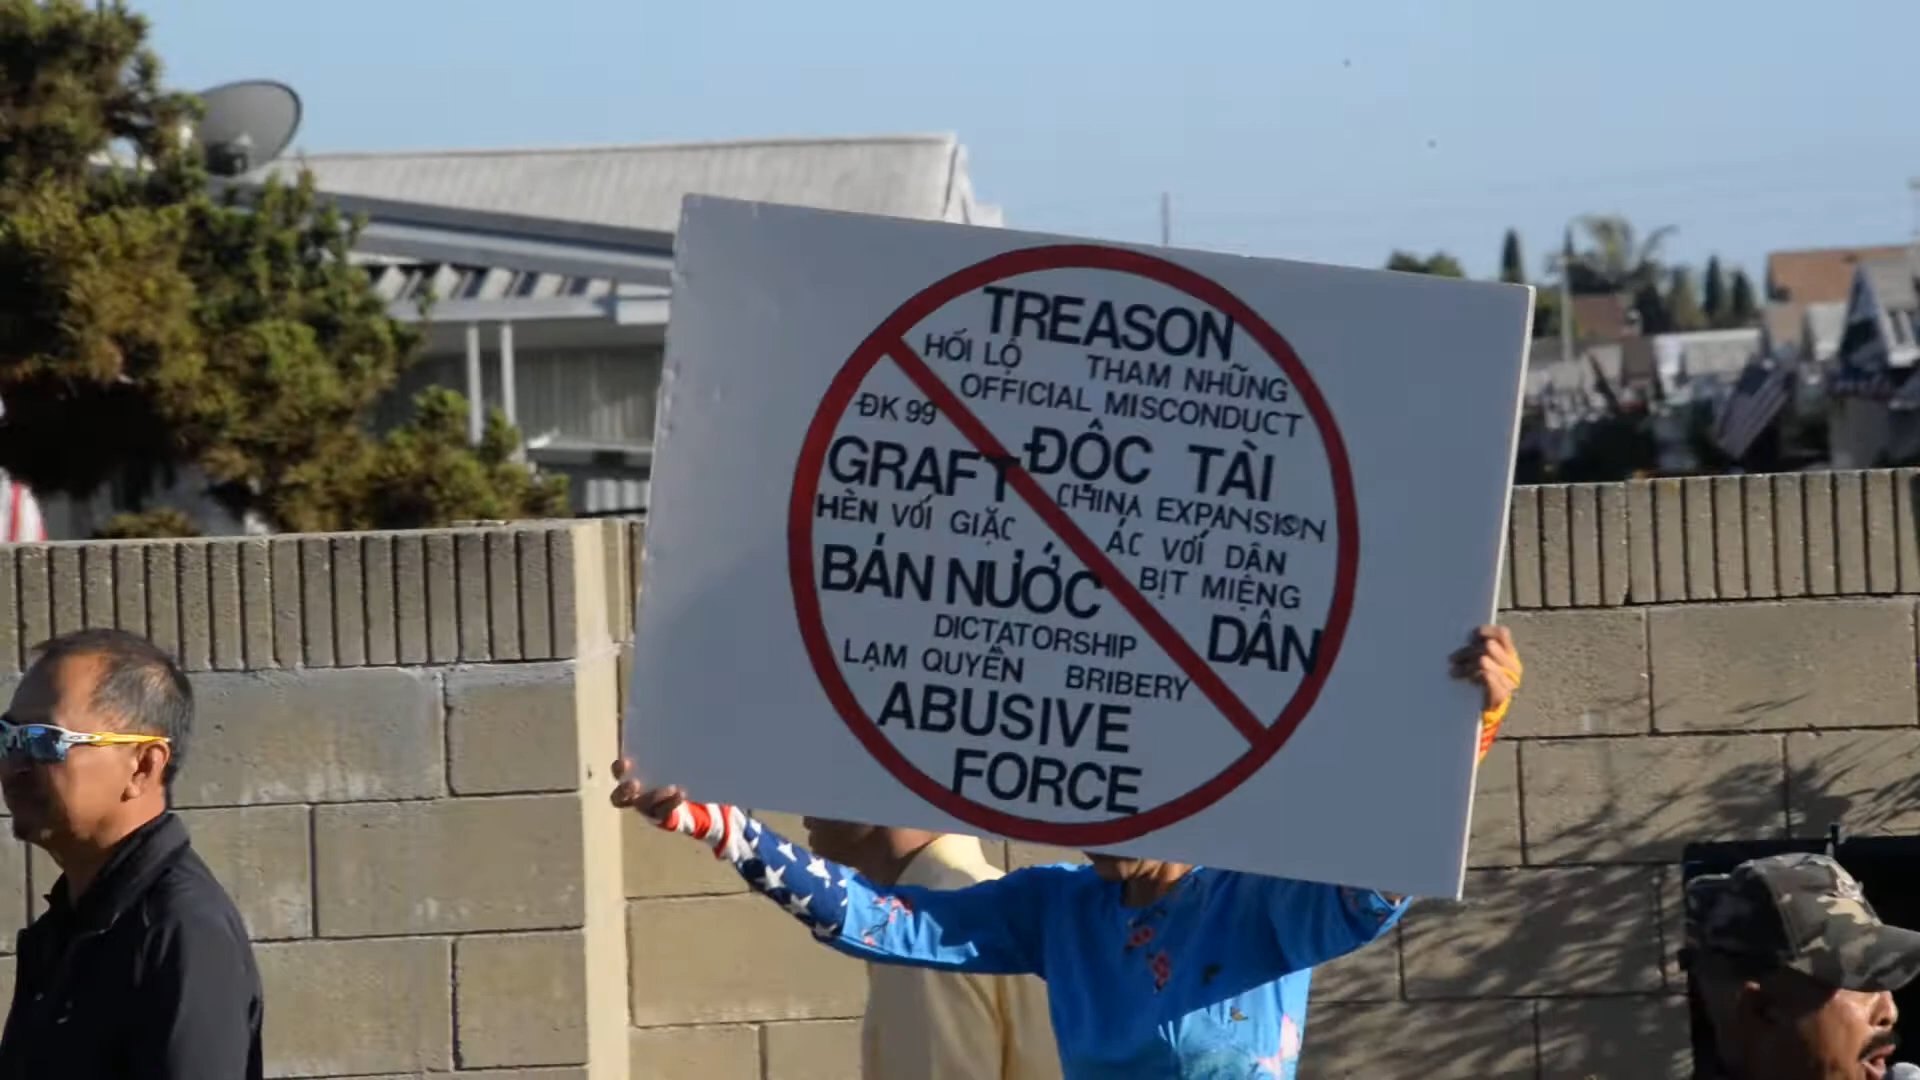 TREASON
HỐI LỘ THAM NHŨNG
OFFICIAL MISCONDUCT
ĐK 99
GRAFT ĐỘC TÀI
CHINA EXPANSION
HÈN VỚI GIẶC
ÁC VỚI DÂN
BÁN NƯỚC
BỊT MIỆNG
DÂN
DICTATORSHIP
LẠM QUYỀN BRIBERY
ABUSIVE
FORCE